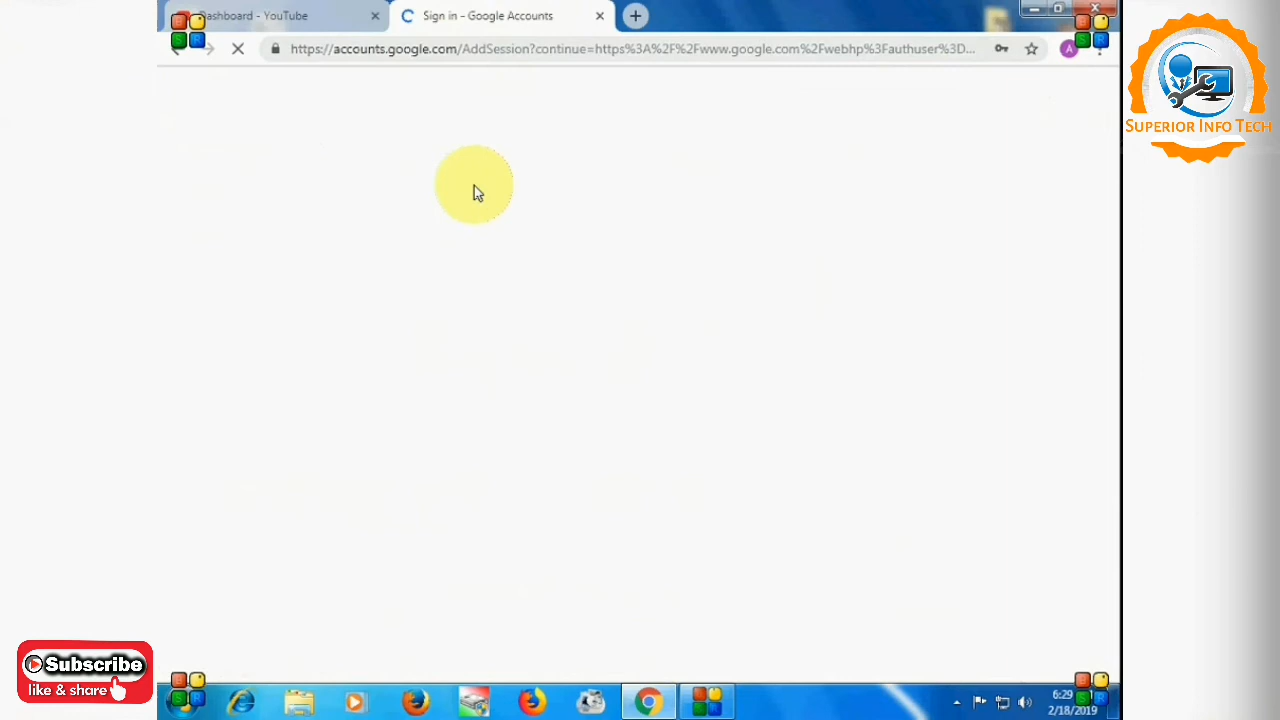 Dashboard - YouTube
Sign in - Google Accounts
https://accounts.google.com/AddSession?continue=https%3A%2F%2Fwww.google.com%2Fwebhp%3Fauthuser%3D...
A
SUPERIOR INFO TECH
Subscribe
like & share
6:29
2/18/2019